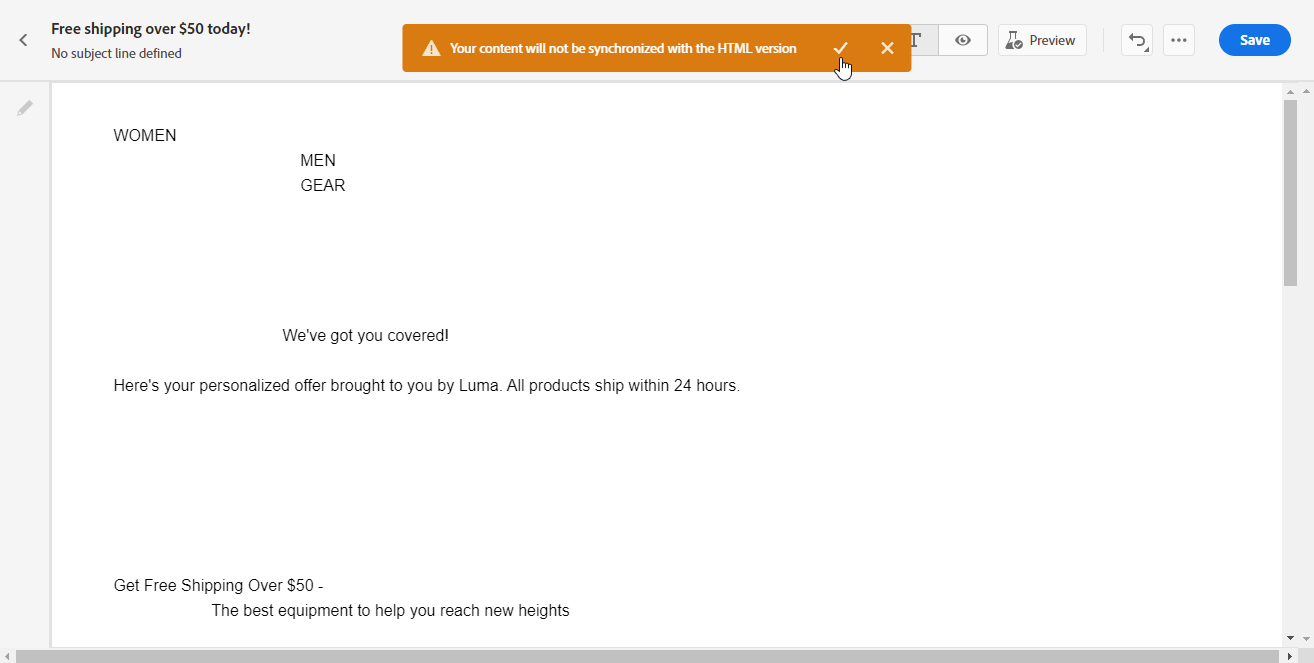 Free shipping over $50 today!
No subject line defined
Your content will not be synchronized with the HTML version
T
Preview
Save
WOMEN
MEN
GEAR
We've got you covered!
Here's your personalized offer brought to you by Luma. All products ship within 24 hours.
Get Free Shipping Over $50 -
The best equipment to help you reach new heights